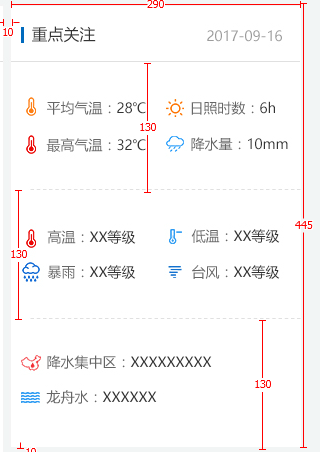 290
10
重点关注 2017-09-16
平均气温：28℃ 日照时数：6h
130
最高气温：32℃ 降水量：10mm
445
高温：XX等级 低温：XX等级
130
暴雨：XX等级 台风：XX等级
降水集中区：XXXXXXXXX
130
龙舟水：XXXXXX
10